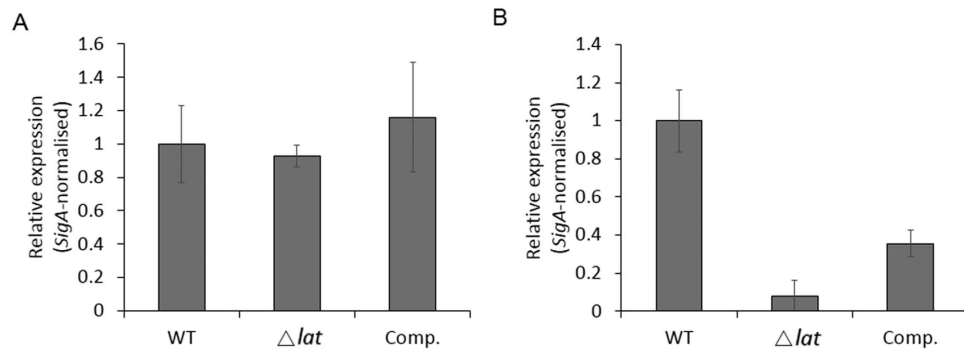 A
Relative expression
(SigA-normalised)
1.6
1.4
1.2
1
0.8
0.6
0.4
0.2
0
WT
△lat
Comp.
B
Relative expression
(SigA-normalised)
1.4
1.2
1
0.8
0.6
0.4
0.2
0
WT
△lat
Comp.